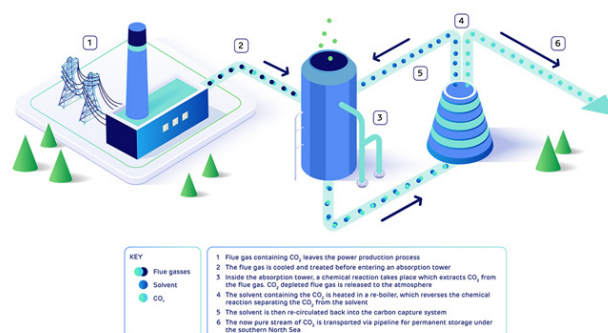 1
2
3
4
5
6
KEY
Flue gasses
Solvent
CO₂
1 Flue gas containing CO₂ leaves the power production process
2 The flue gas is cooled and treated before entering an absorption tower
3 Inside the absorption tower, a chemical reaction takes place which extracts CO₂ from
the flue gas. CO₂ depleted flue gas is released to the atmosphere
4 The solvent containing the CO₂ is heated in a re-boiler, which reverses the chemical
reaction separating the CO₂ from the solvent
5 The solvent is then re-circulated back into the carbon capture system
6 The now pure stream of CO₂ is transported via pipeline for permanent storage under
the southern North Sea